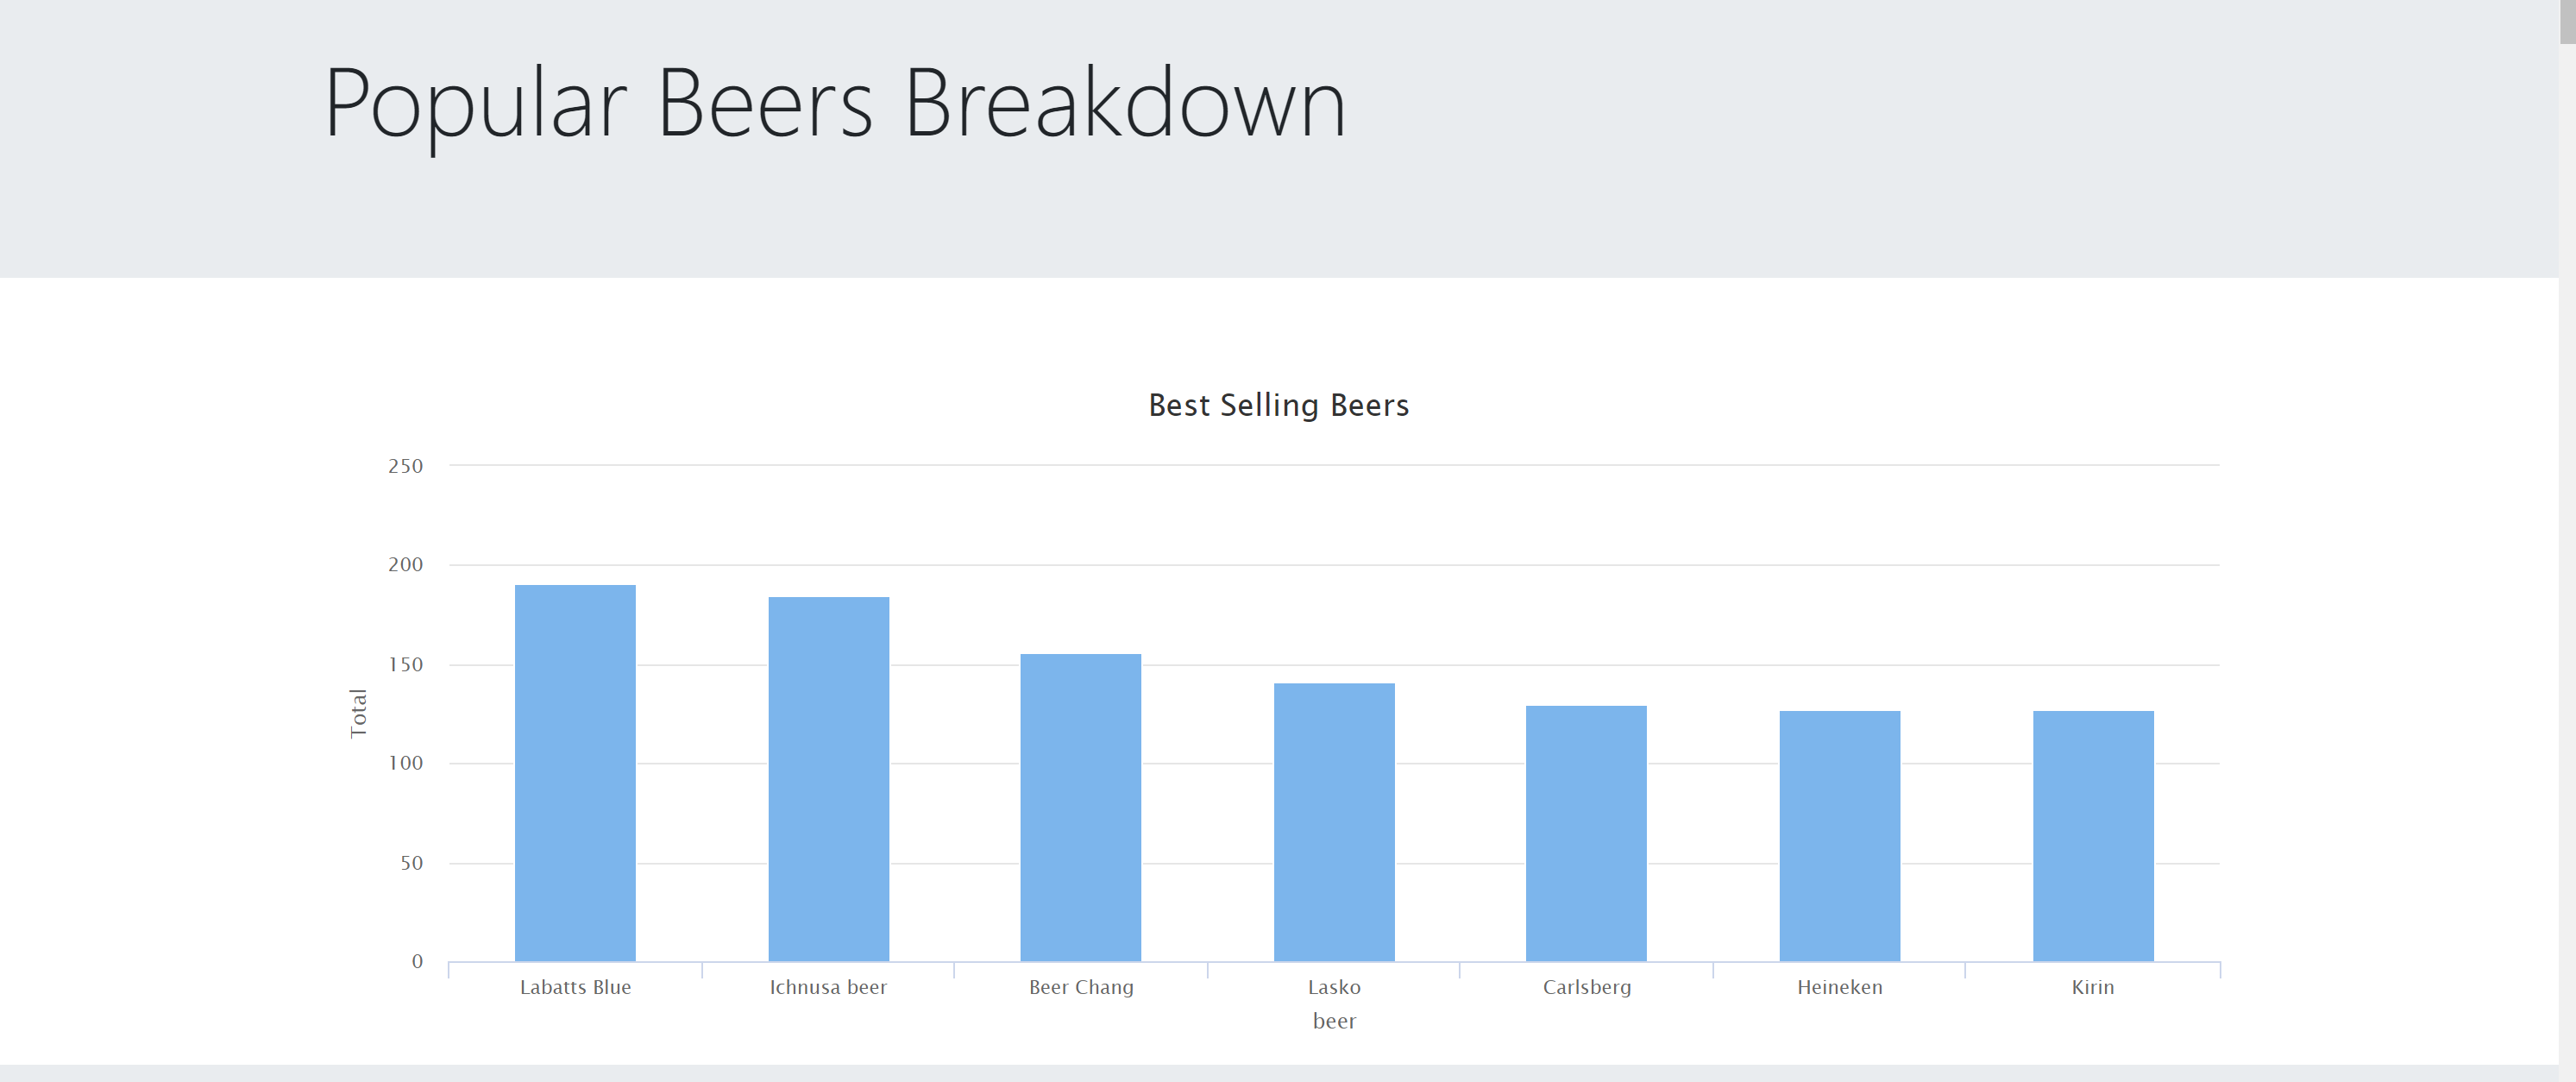 Popular Beers Breakdown
Best Selling Beers
250
200
150
100
50
0
Total
Labatts Blue Ichnusa beer Beer Chang Lasko Carlsberg Heineken Kirin
beer